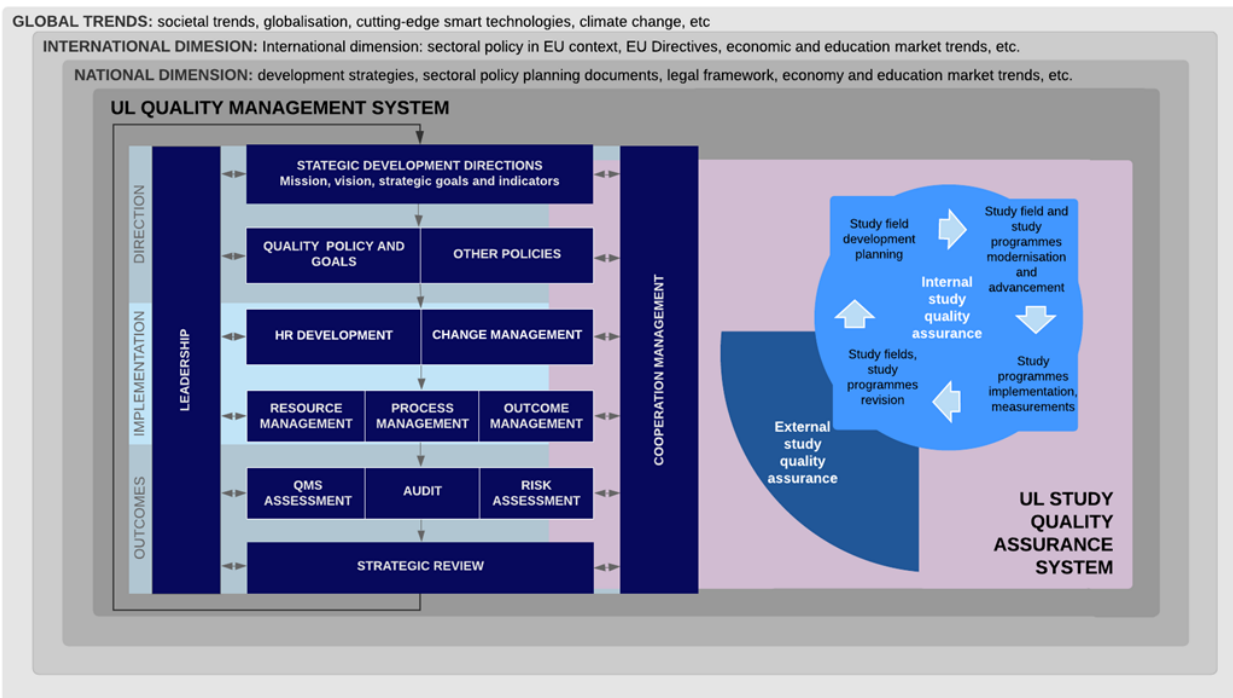 GLOBAL TRENDS: societal trends, globalisation, cutting-edge smart technologies, climate change, etc
INTERNATIONAL DIMESION: International dimension: sectoral policy in EU context, EU Directives, economic and education market trends, etc.
NATIONAL DIMENSION: development strategies, sectoral policy planning documents, legal framework, economy and education market trends, etc.
UL QUALITY MANAGEMENT SYSTEM
DIRECTION
IMPLEMENTATION
OUTCOMES
LEADERSHIP
STATEGIC DEVELOPMENT DIRECTIONS
Mission, vision, strategic goals and indicators
QUALITY POLICY AND
GOALS
OTHER POLICIES
HR DEVELOPMENT
CHANGE MANAGEMENT
RESOURCE
MANAGEMENT
PROCESS
MANAGEMENT
OUTCOME
MANAGEMENT
QMS
ASSESSMENT
AUDIT
RISK
ASSESSMENT
STRATEGIC REVIEW
COOPERATION MANAGEMENT
Study field
development
planning
Study field and
study
programmes
modernisation
and
advancement
Internal
study
quality
assurance
Study fields,
study
programmes
revision
Study
programmes
implementation,
measurements
External
study
quality
assurance
UL STUDY
QUALITY
ASSURANCE
SYSTEM